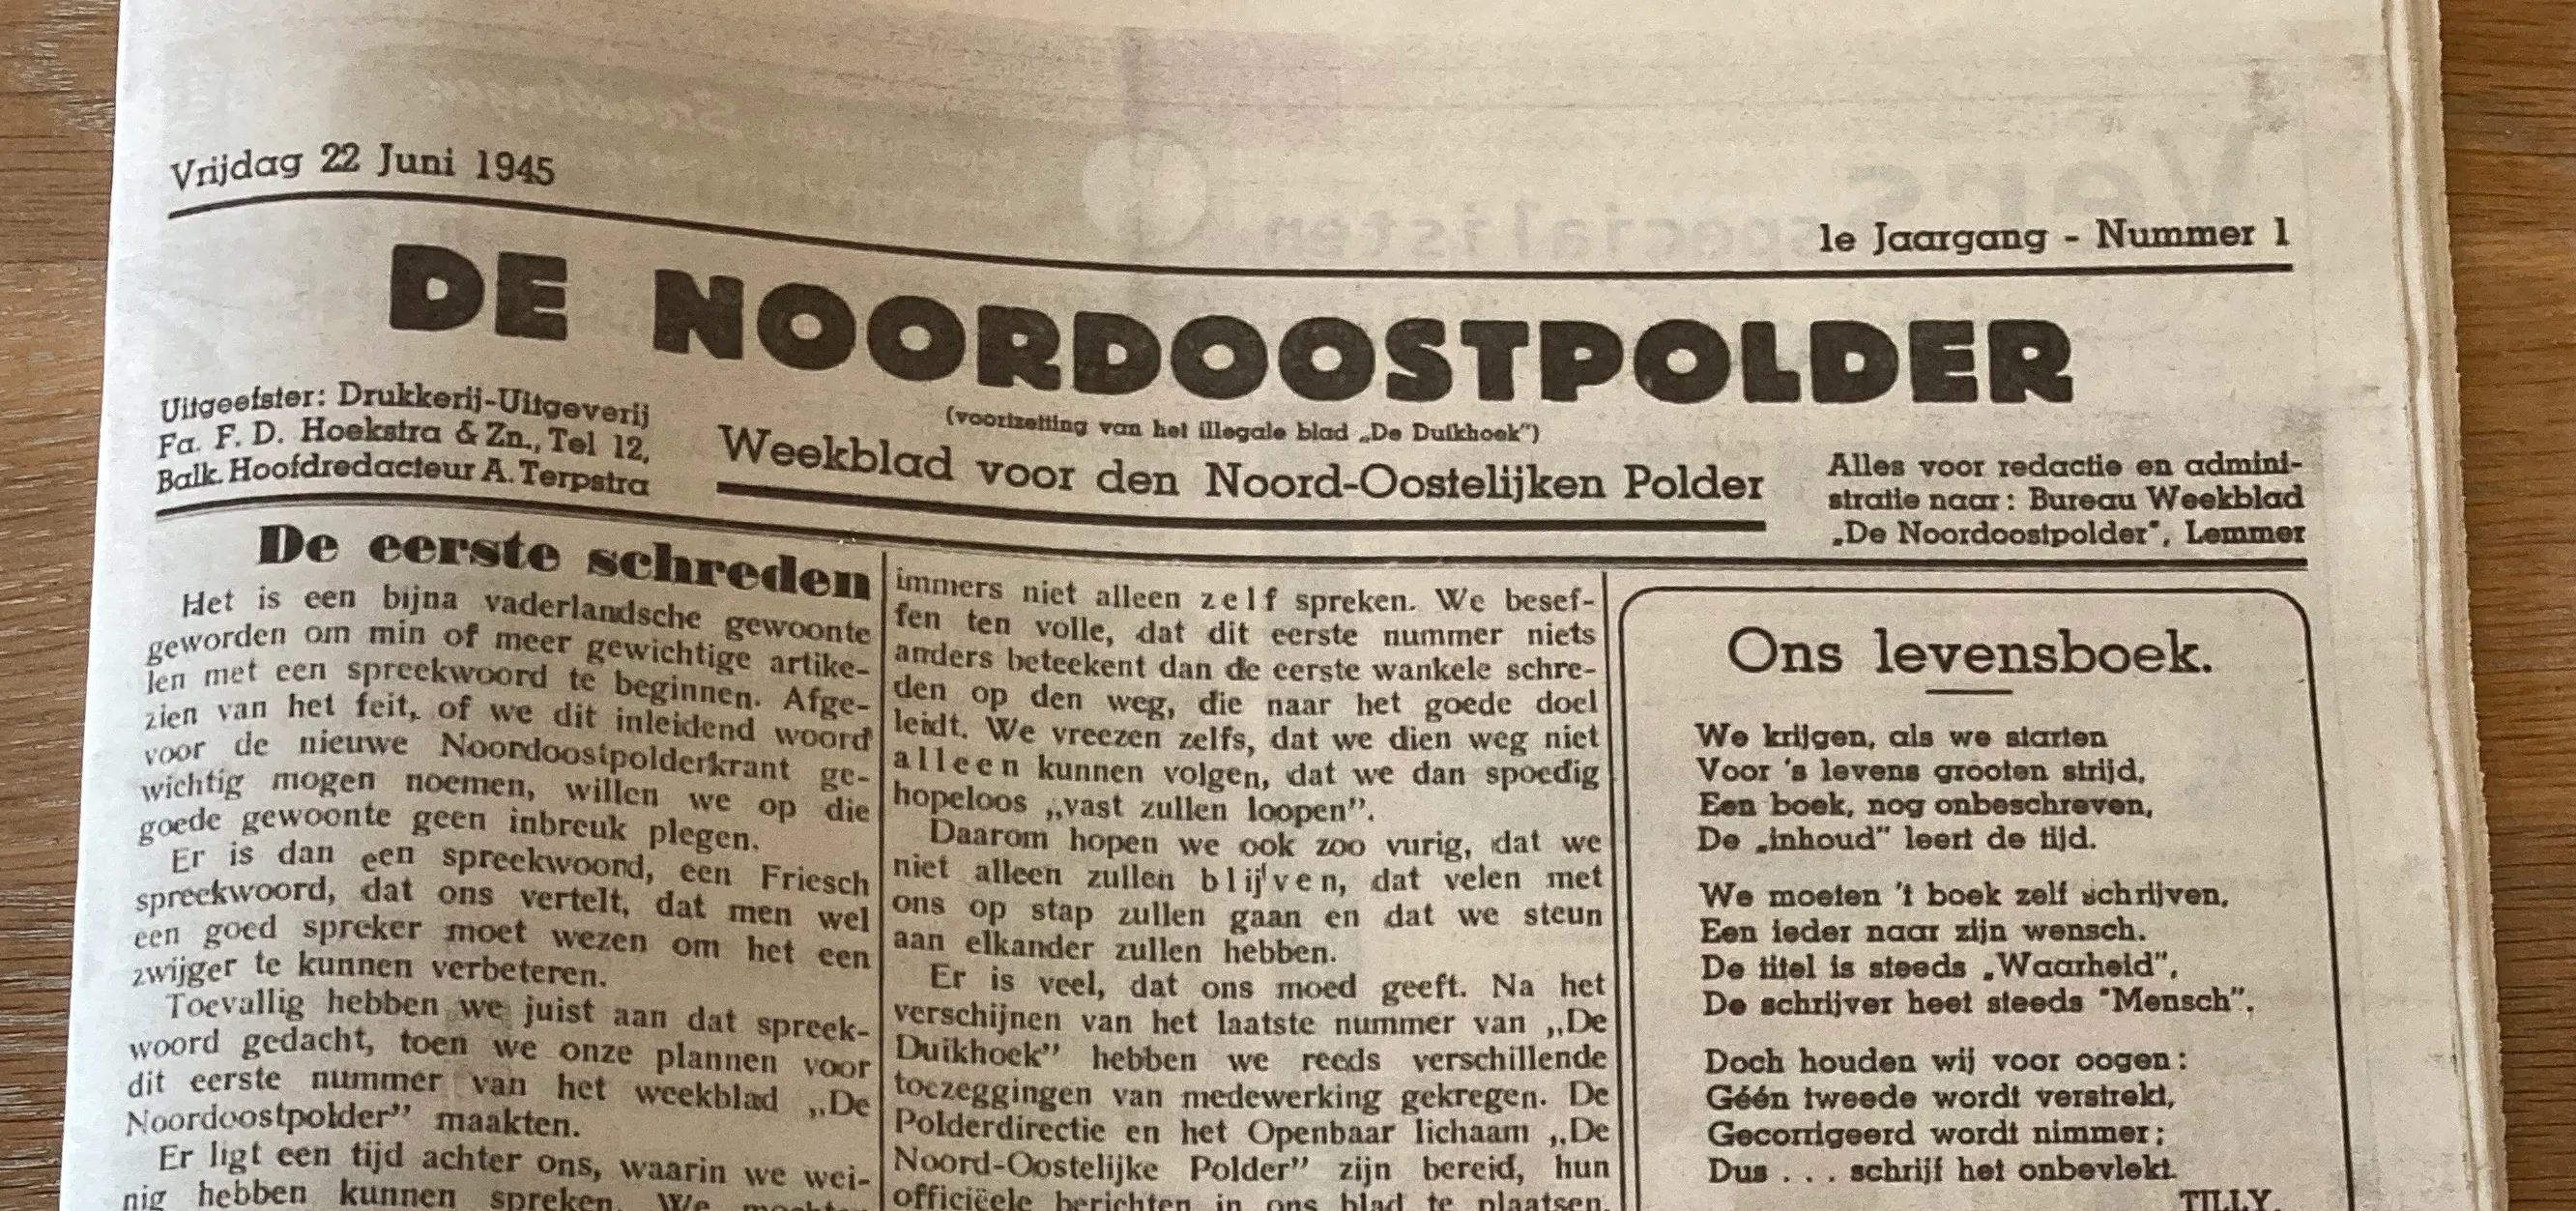 Vrijdag 22 Juni 1945
1e Jaargang - Nummer 1
DE NOORDOOSTPOLDER
(voortzetting van het illegale blad „De Duikhoek")
Uitgeefster: Drukkerij-Uitgeverij
Fa. F. D. Hoekstra & Zn., Tel 12,
Balk. Hoofdredacteur A. Terpstra
Weekblad voor den Noord-Oostelijken Polder
Alles voor redactie en admini-
stratie naar: Bureau Weekblad
„De Noordoostpolder", Lemmer
De eerste schreden
Het is een bijna vaderlandsche gewoonte
geworden om min of meer gewichtige artike-
len met een spreekwoord te beginnen. Afge-
zien van het feit, of we dit inleidend woord
voor de nieuwe Noordoostpolderkrant ge-
wichtig mogen noemen, willen we op die
goede gewoonte geen inbreuk plegen.
Er is dan een spreekwoord, een Friesch
spreekwoord, dat ons vertelt, dat men wel
een goed spreker moet wezen om het een
zwijger te kunnen verbeteren.
Toevallig hebben we juist aan dat spreek-
woord gedacht, toen we onze plannen voor
dit eerste nummer van het weekblad „De
Noordoostpolder" maakten.
Er ligt een tijd achter ons, waarin we wei-
nig hebben kunnen spreken. We mochten
immers niet alleen zelf spreken. We besef-
fen ten volle, dat dit eerste nummer niets
anders beteekent dan de eerste wankele schre-
den op den weg, die naar het goede doel
leidt. We vreezen zelfs, dat we dien weg niet
alleen kunnen volgen, dat we dan spoedig
hopeloos „vast zullen loopen".
Daarom hopen we ook zoo vurig, dat we
niet alleen zullen blijven, dat velen met
ons op stap zullen gaan en dat we steun
aan elkander zullen hebben.
Er is veel, dat ons moed geeft. Na het
verschijnen van het laatste nummer van „De
Duikhoek" hebben we reeds verschillende
toezeggingen van medewerking gekregen. De
Polderdirectie en het Openbaar lichaam „De
Noord-Oostelijke Polder" zijn bereid, hun
officiëele berichten in ons blad te plaatsen.
Ons levensboek.
We krijgen, als we starten
Voor 's levens grooten strijd,
Een boek, nog onbeschreven,
De „inhoud" leert de tijd.
We moeten 't boek zelf schrijven,
Een ieder naar zijn wensch.
De titel is steeds „Waarheid",
De schrijver heet steeds "Mensch".
Doch houden wij voor oogen:
Géén tweede wordt verstrekt,
Gecorrigeerd wordt nimmer;
Dus . . . schrijf het onbevlekt.
TILLY.